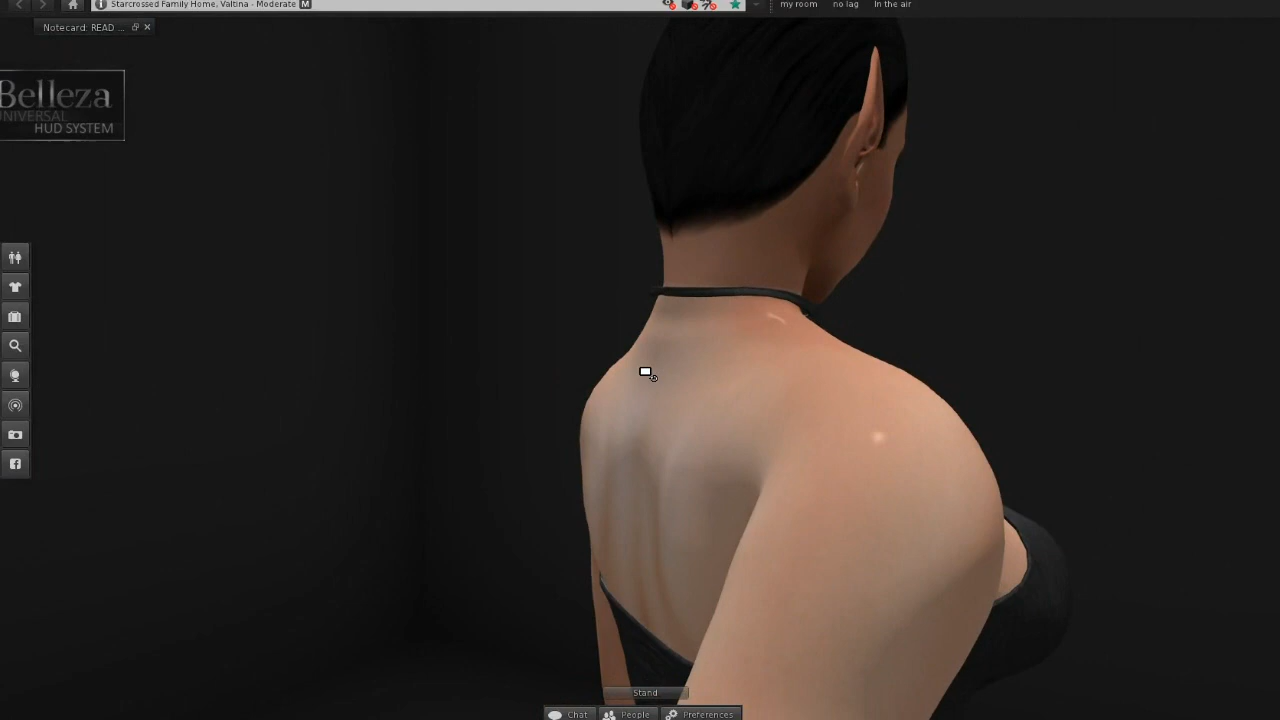 Starcrossed Family Home, Valtina - Moderate M
my room no lag In the air
Notecard: READ ...
Belleza
UNIVERSAL
HUD SYSTEM
Stand
Chat People Preferences